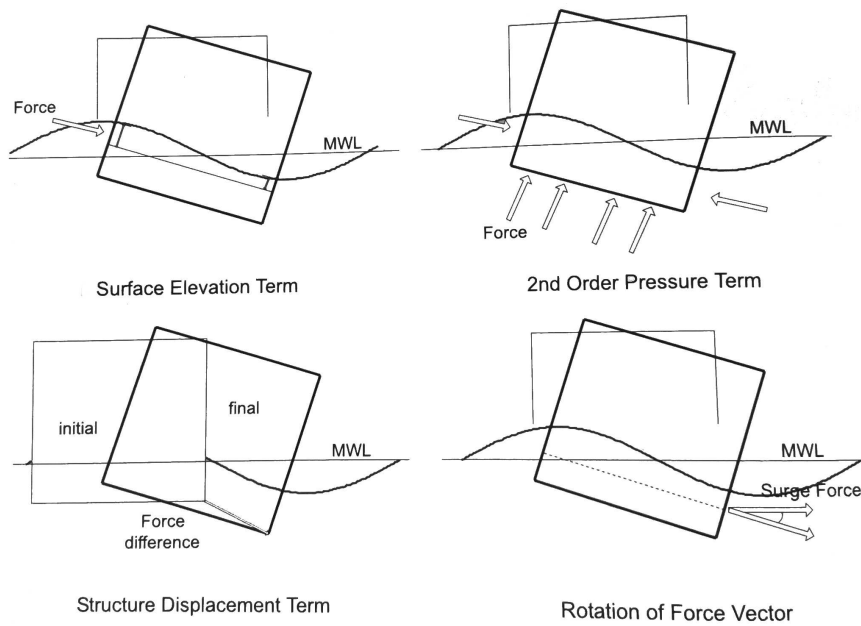 Force
MWL
Surface Elevation Term
MWL
Force
2nd Order Pressure Term
initial
final
MWL
Force
difference
Structure Displacement Term
MWL
Surge Force
Rotation of Force Vector